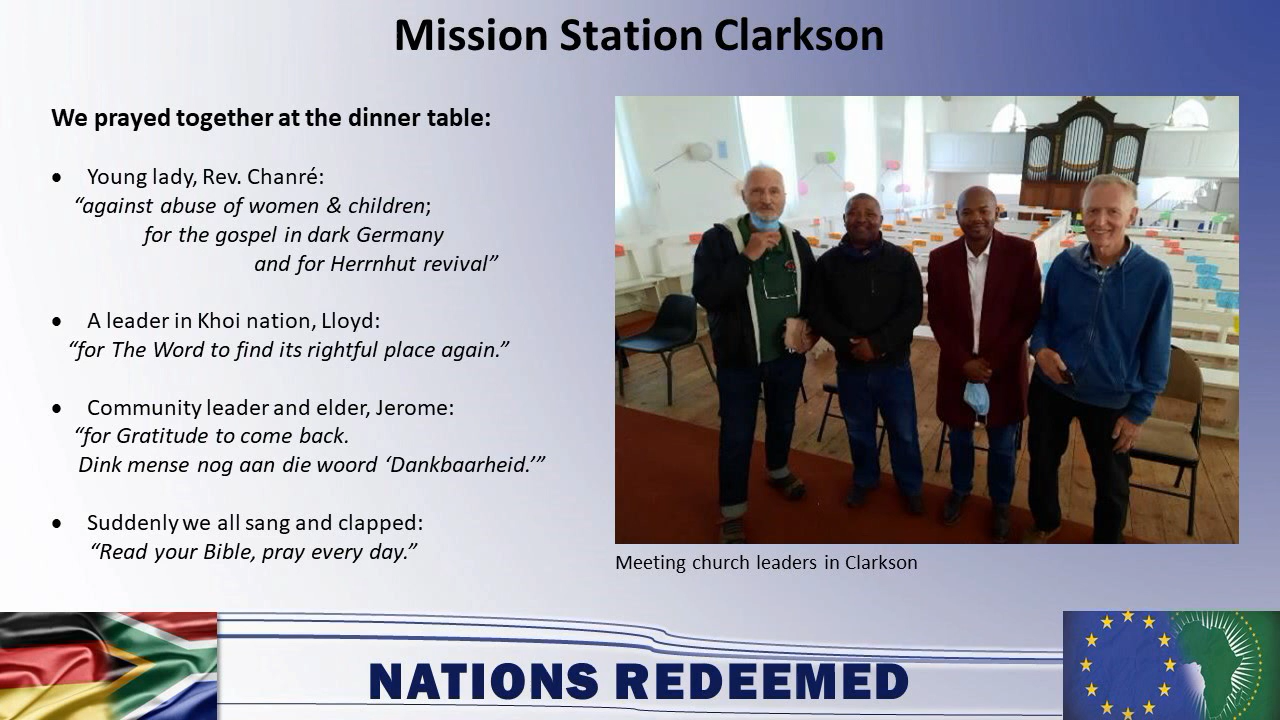 Mission Station Clarkson
We prayed together at the dinner table:
• Young lady, Rev. Chanré:
“against abuse of women & children;
for the gospel in dark Germany
and for Herrnhut revival”
• A leader in Khoi nation, Lloyd:
“for The Word to find its rightful place again.”
• Community leader and elder, Jerome:
“for Gratitude to come back.
Dink mense nog aan die woord ‘Dankbaarheid.’”
• Suddenly we all sang and clapped:
“Read your Bible, pray every day.”
Meeting church leaders in Clarkson
NATIONS REDEEMED